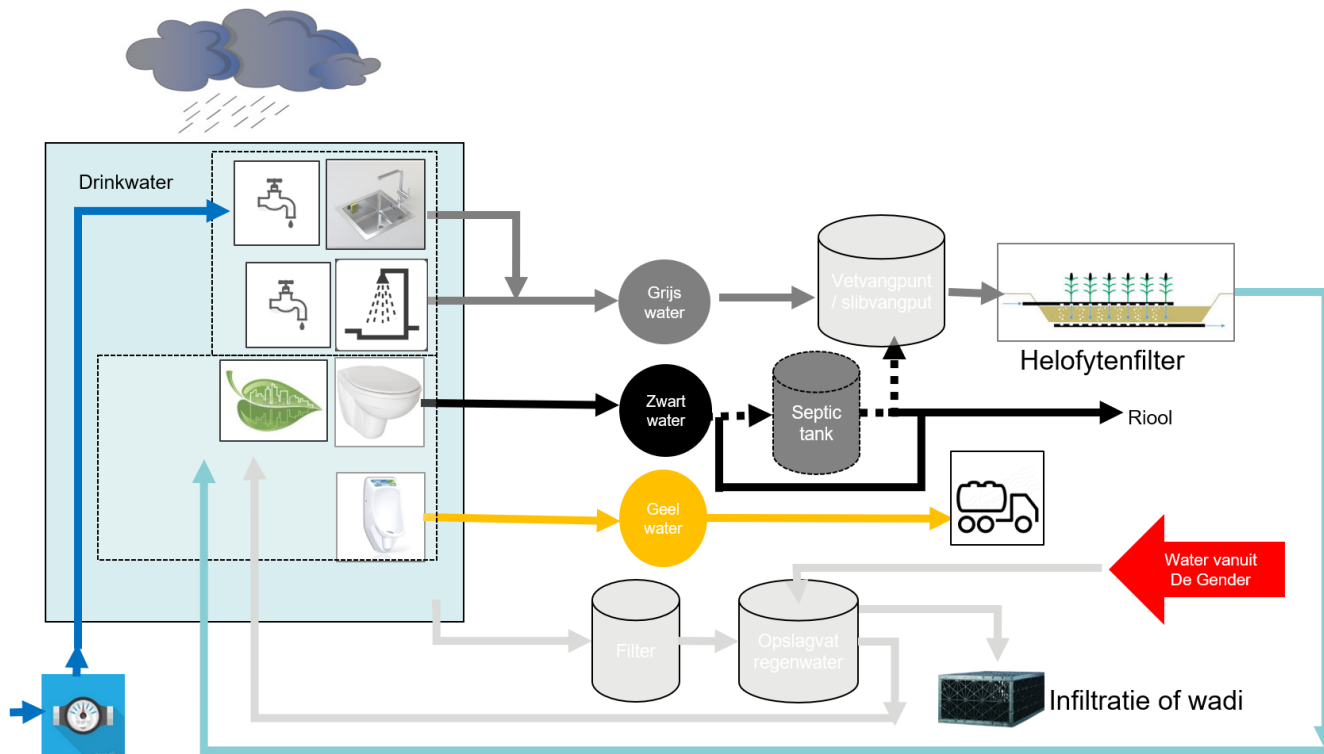 Drinkwater
Grijs
water
Vetvangpunt
/ slibvangput
Helofytenfilter
Zwart
water
Septic
tank
Riool
Geel
water
Water vanuit
De Gender
Filter
Opslagvat
regenwater
Infiltratie of wadi